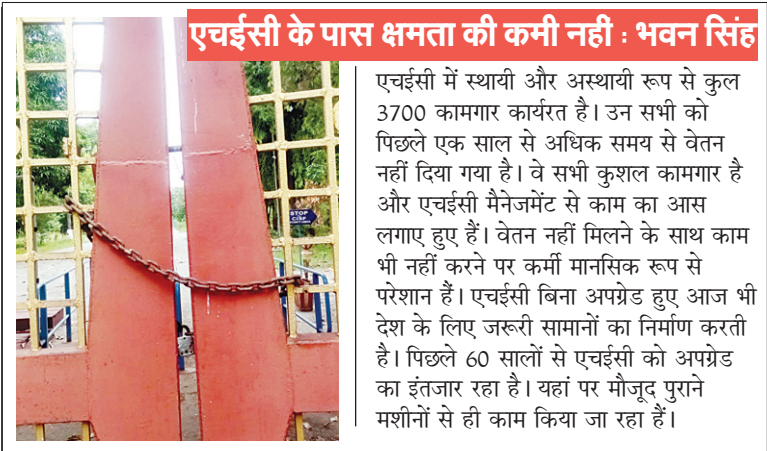 एचईसी के पास क्षमता की कमी नही : भवन सिंह
एचईसी में स्थायी और अस्थायी रूप से कुल
3700 कामगार कार्यरत है। उन सभी को
पिछले एक साल से अधिक समय से वेतन
नहीं दिया गया है। वे सभी कुशल कामगार है
और एचईसी मैनेजमेंट से काम का आस
लगाए हुए हैं। वेतन नहीं मिलने के साथ काम
भी नहीं करने पर कर्मी मानसिक रूप से
परेशान हैं। एचईसी बिना अपग्रेड हुए आज भी
देश के लिए जरूरी सामानों का निर्माण करती
है। पिछले 60 सालों से एचईसी को अपग्रेड
का इंतजार रहा है। यहां पर मौजूद पुराने
मशीनों से ही काम किया जा रहा हैं।
STOP
CISF